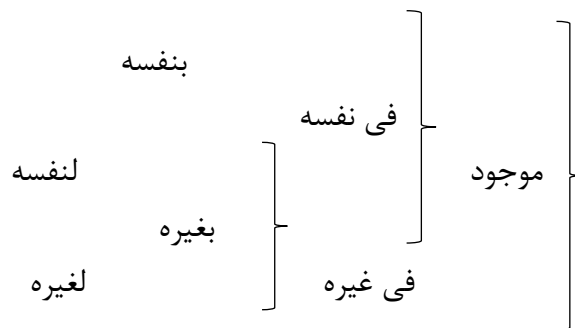 بنفسه
فی نفسه
موجود
لنفسه
بغیره
فی غیره
لغیره